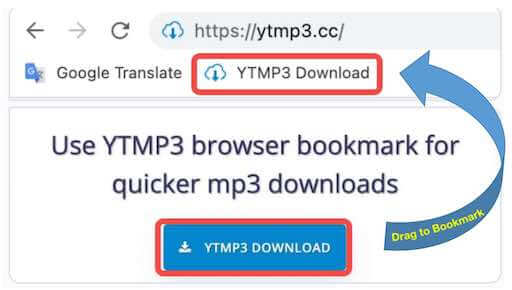 https://ytmp3.cc/
Google Translate YTMP3 Download
Use YTMP3 browser bookmark for
quicker mp3 downloads
YTMP3 DOWNLOAD
Drag to Bookmark